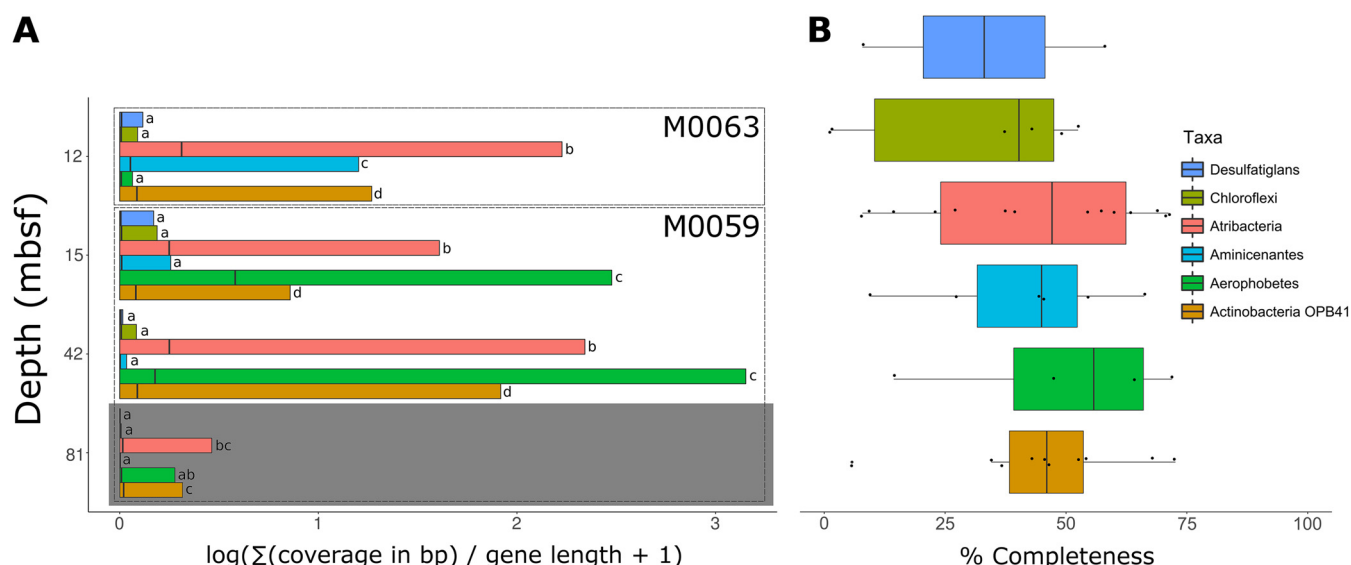 A
B
Depth (mbsf)
M0063
12
a
a
b
c
a
d
M0059
15
a
a
b
a
c
d
42
a
a
b
a
c
d
81
a
a
bc
a
ab
c
0 1 2 3
log(Σ(coverage in bp) / gene length + 1)
Taxa
Desulfatiglans
Chloroflexi
Atribacteria
Aminicenantes
Aerophobetes
Actinobacteria OPB41
0 25 50 75 100
% Completeness